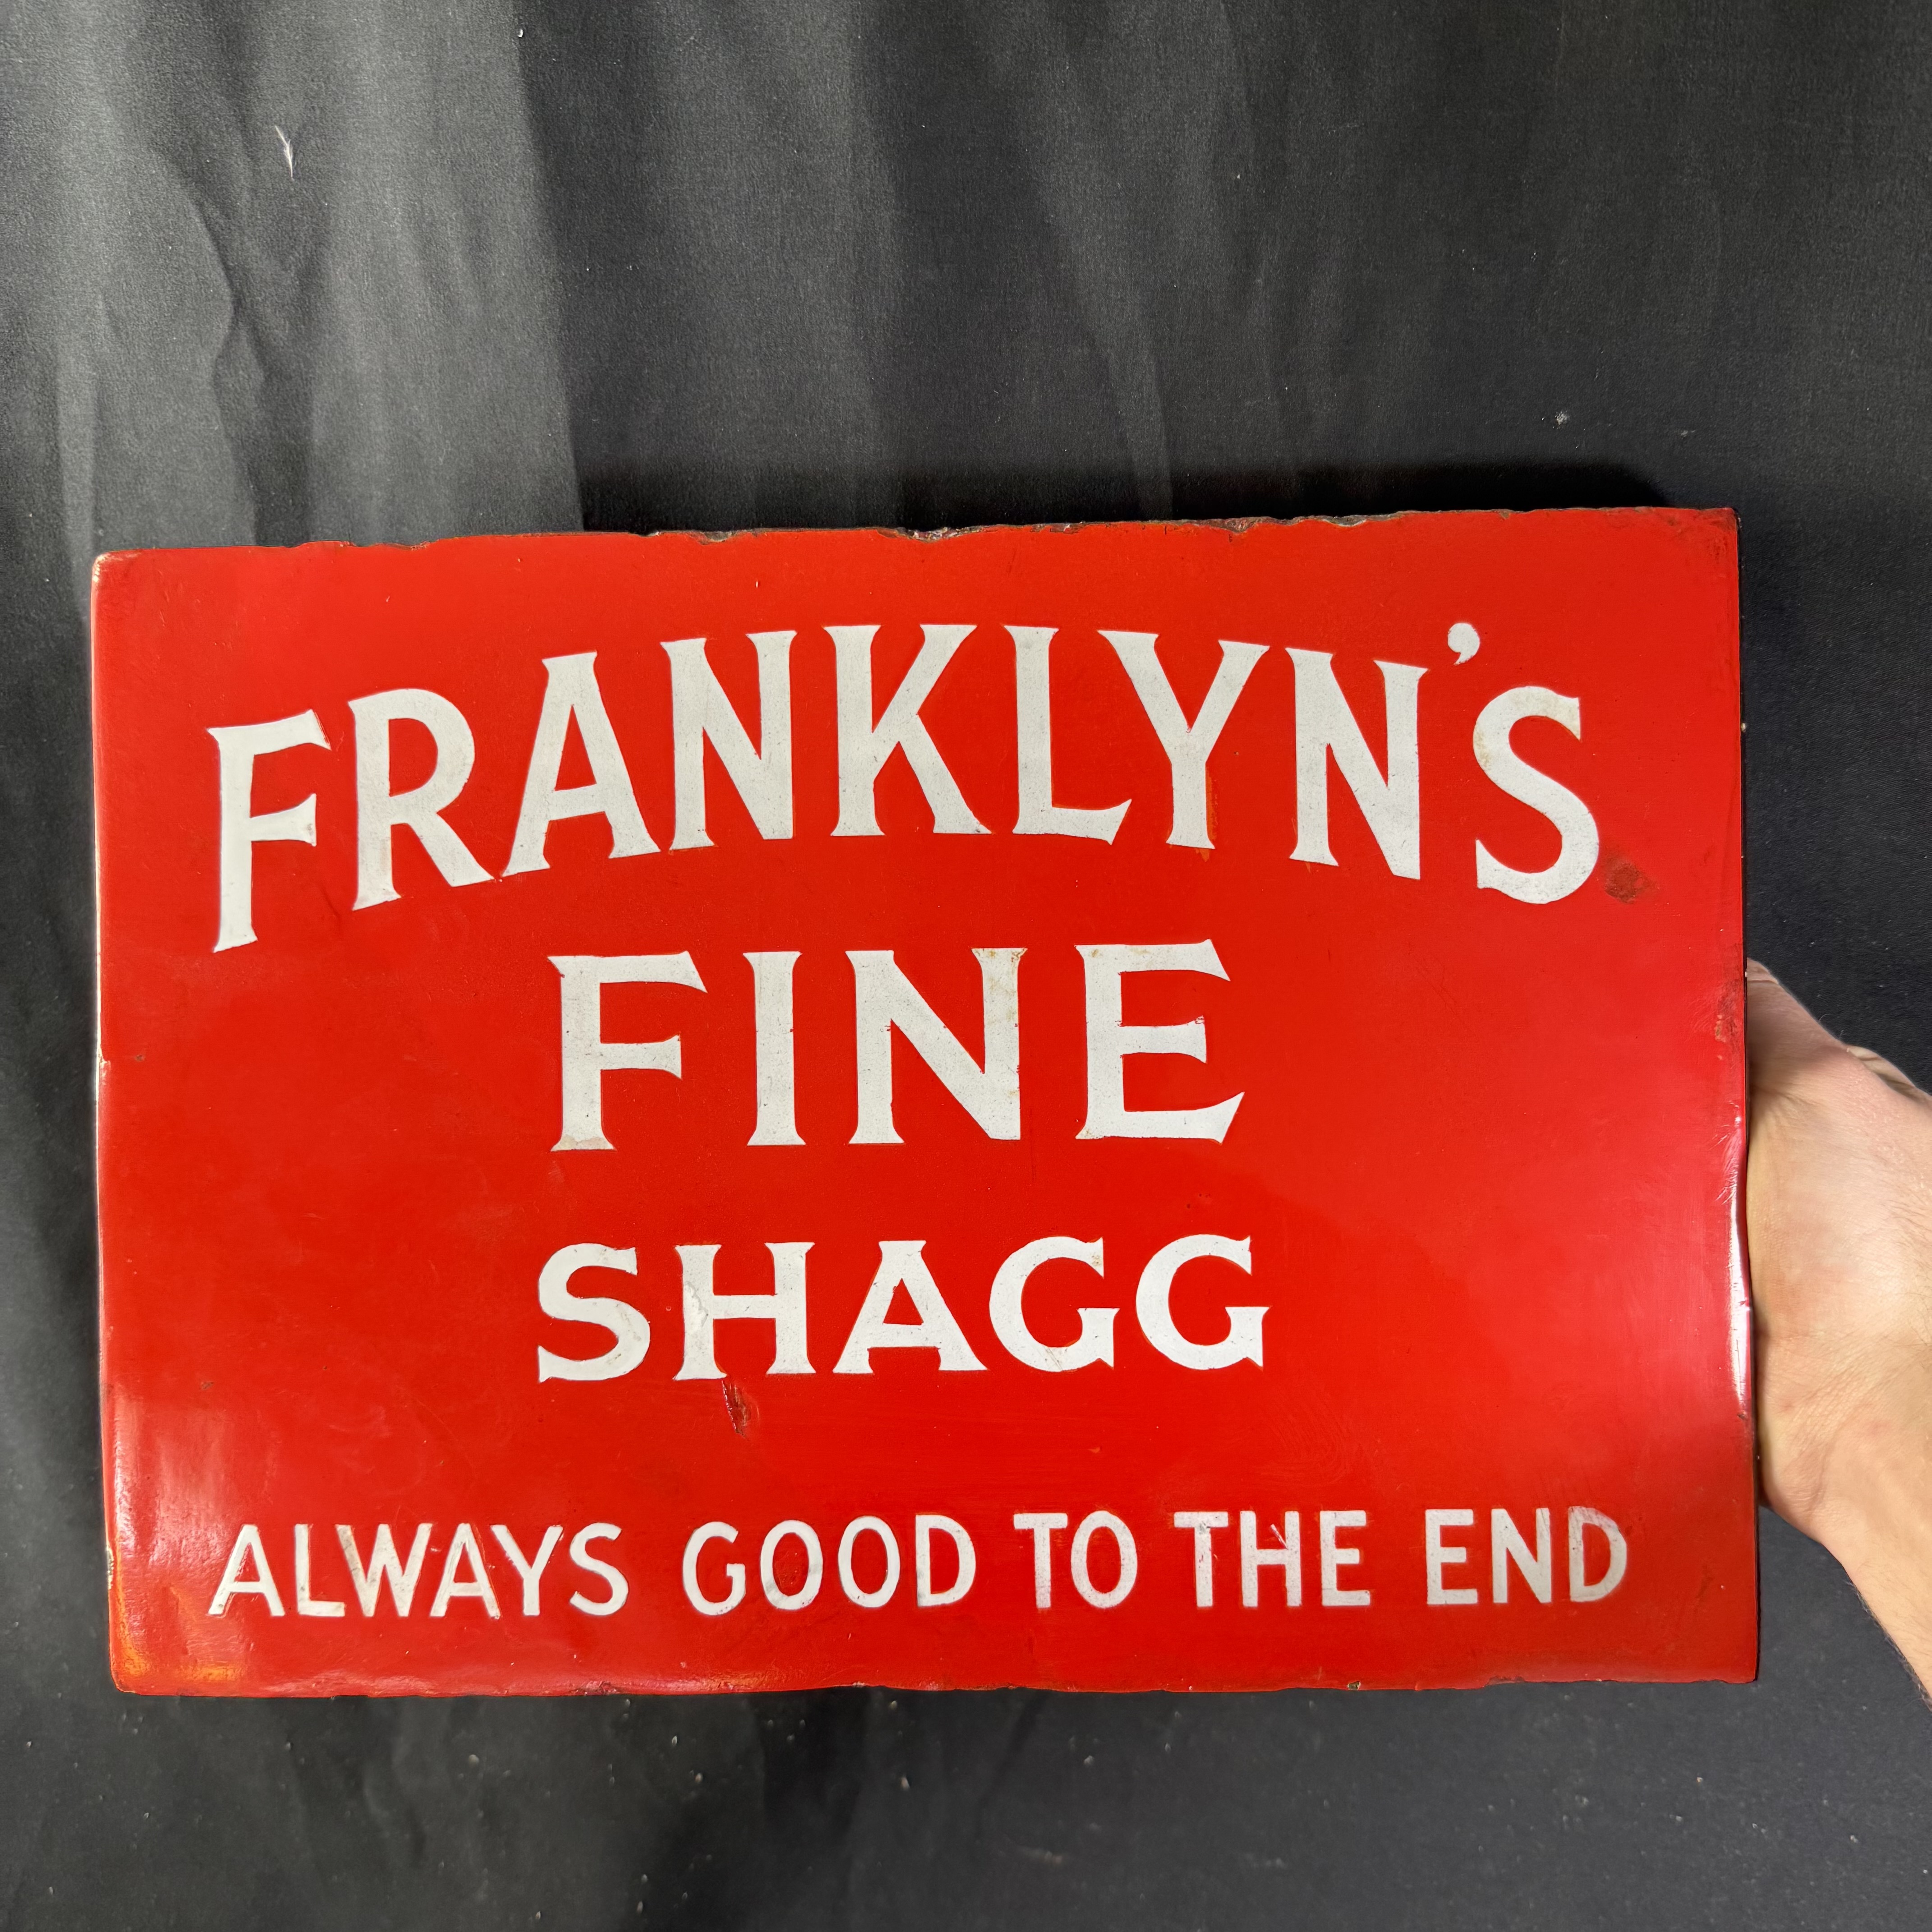 FRANKLYN'S
FINE
SHAGG
ALWAYS GOOD TO THE END